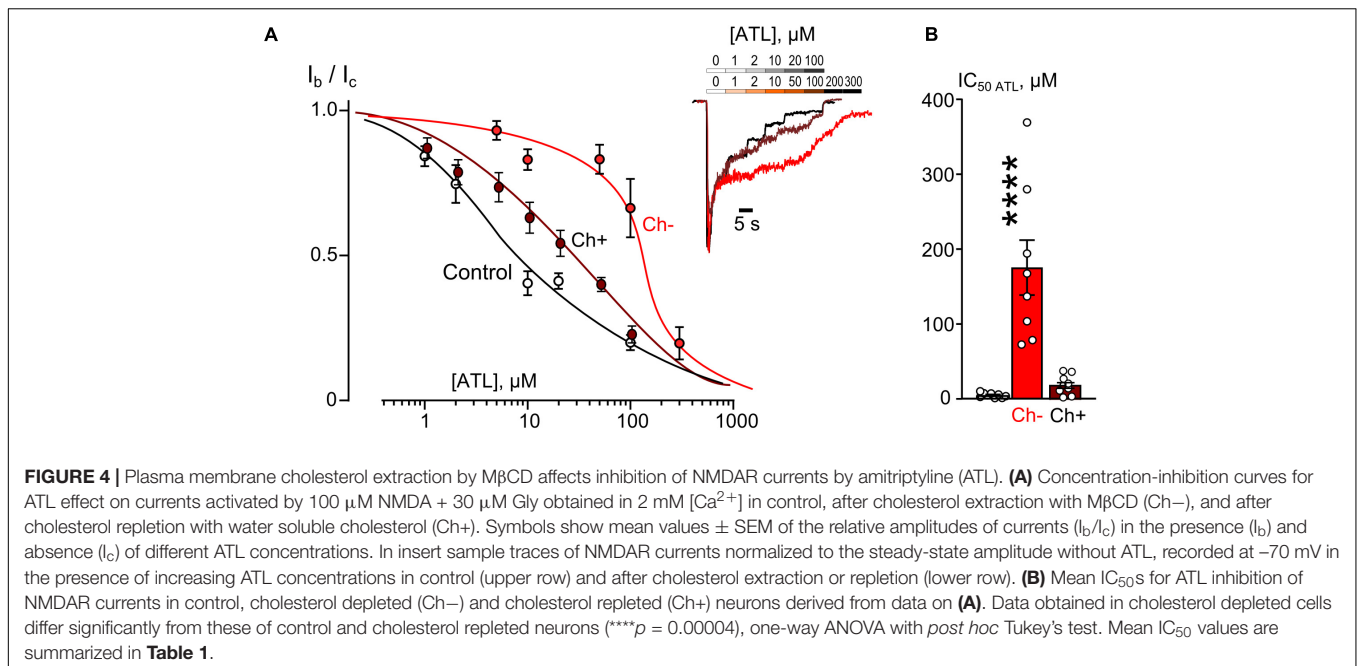 A
I_b / I_c
1.0
0.5
0
Control
Ch+
Ch-
[ATL], µM
1 10 100 1000
[ATL], µM
0 1 2 10 20 100
0 1 2 10 50 100 200 300
5 s
B
IC50 ATL, µM
400
300
200
100
0
****
Ch- Ch+
FIGURE 4 | Plasma membrane cholesterol extraction by MβCD affects inhibition of NMDAR currents by amitriptyline (ATL). (A) Concentration-inhibition curves for
ATL effect on currents activated by 100 µM NMDA + 30 µM Gly obtained in 2 mM [Ca2+] in control, after cholesterol extraction with MβCD (Ch−), and after
cholesterol repletion with water soluble cholesterol (Ch+). Symbols show mean values ± SEM of the relative amplitudes of currents (Ib/Ic) in the presence (Ib) and
absence (Ic) of different ATL concentrations. In insert sample traces of NMDAR currents normalized to the steady-state amplitude without ATL, recorded at –70 mV in
the presence of increasing ATL concentrations in control (upper row) and after cholesterol extraction or repletion (lower row). (B) Mean IC50s for ATL inhibition of
NMDAR currents in control, cholesterol depleted (Ch−) and cholesterol repleted (Ch+) neurons derived from data on (A). Data obtained in cholesterol depleted cells
differ significantly from these of control and cholesterol repleted neurons (****p = 0.00004), one-way ANOVA with post hoc Tukey's test. Mean IC50 values are
summarized in Table 1.